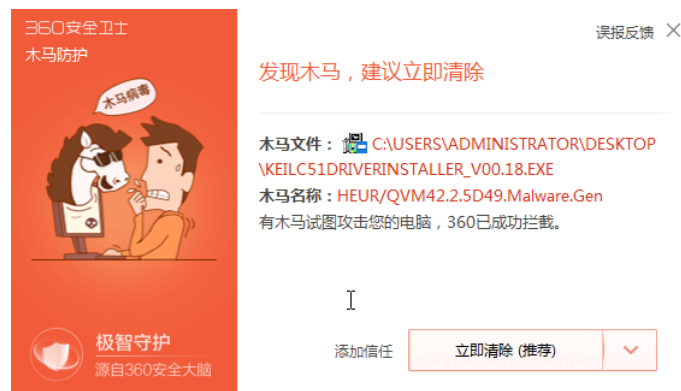 360安全卫士
木马防护
木马病毒
极智守护
源自360安全大脑
误报反馈
发现木马，建议立即清除
木马文件： C:\USERS\ADMINISTRATOR\DESKTOP
\KEILC51DRIVERINSTALLER_V00.18.EXE
木马名称：HEUR/QVM42.2.5D49.Malware.Gen
有木马试图攻击您的电脑，360已成功拦截。
添加信任
立即清除 (推荐)